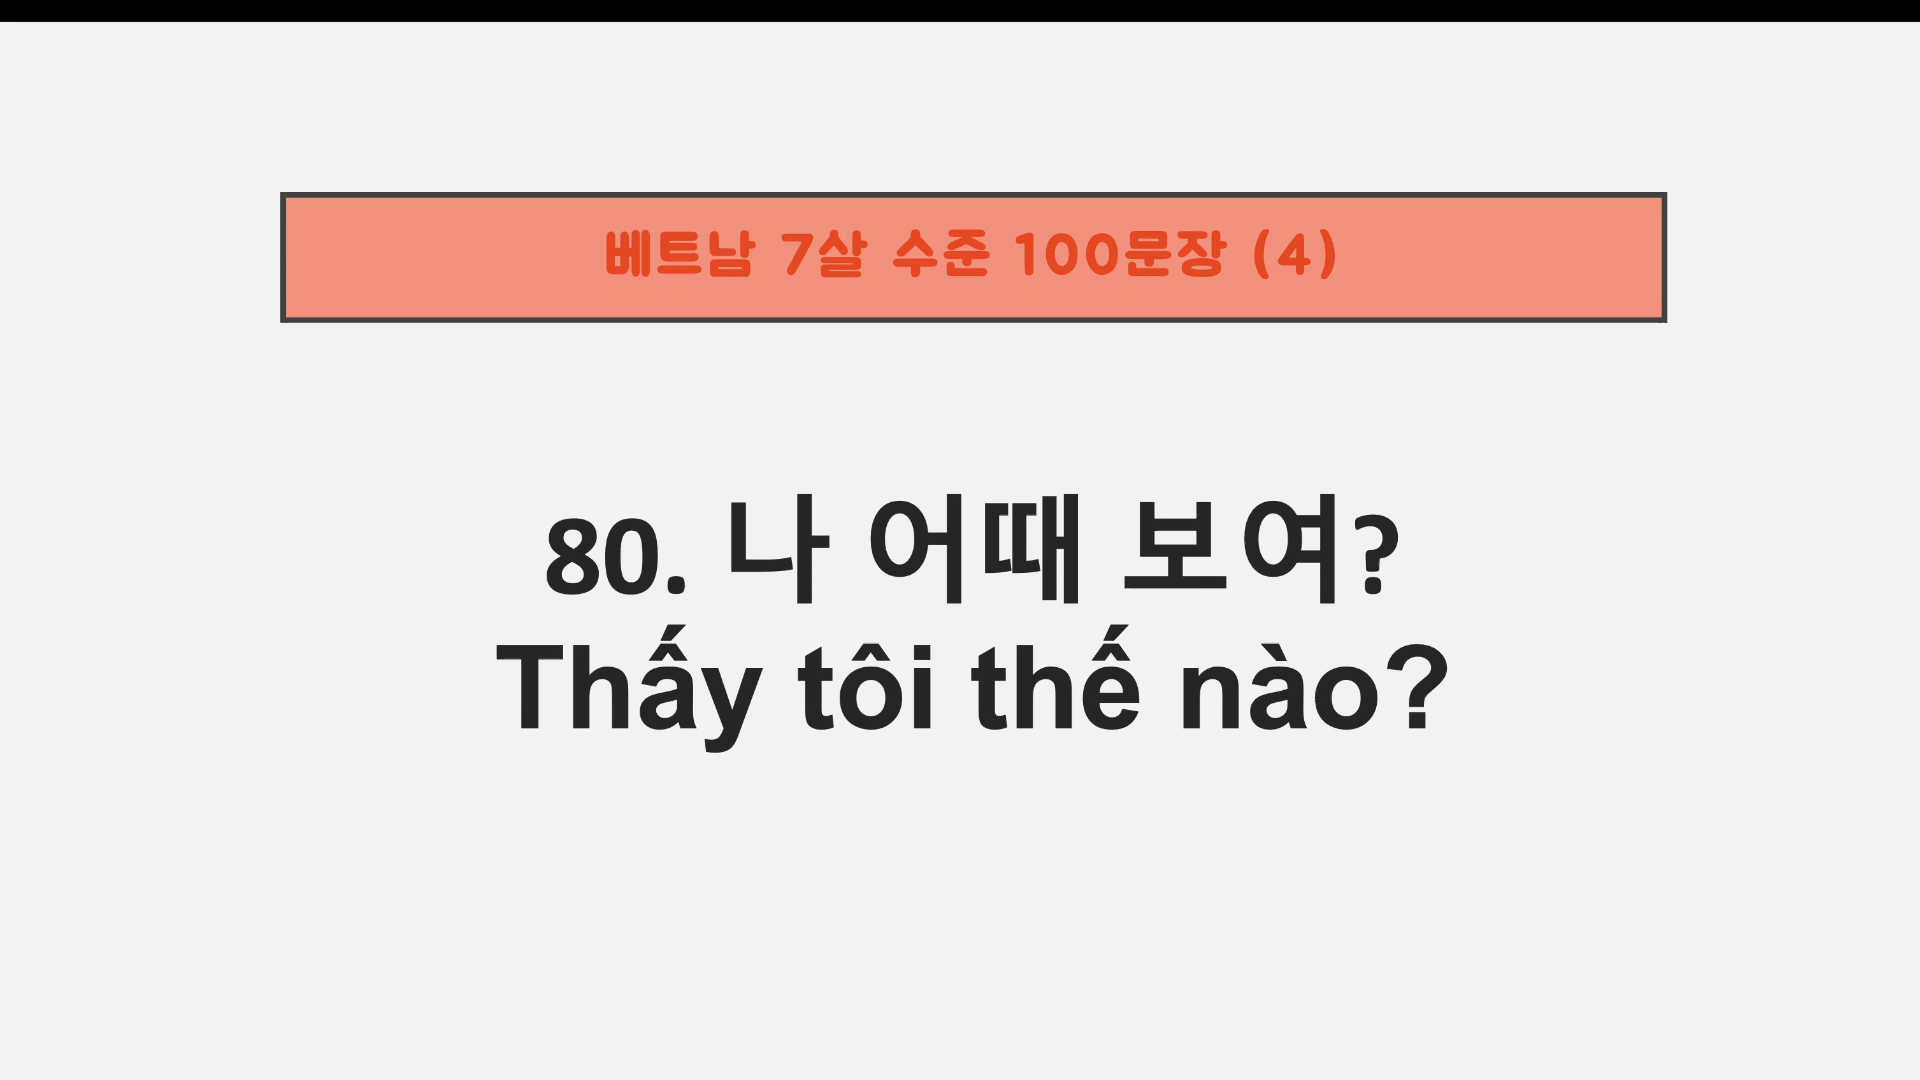 베트남 7살 수준 100문장 (4)
80. 나 어때 보여?
Thấy tôi thế nào?